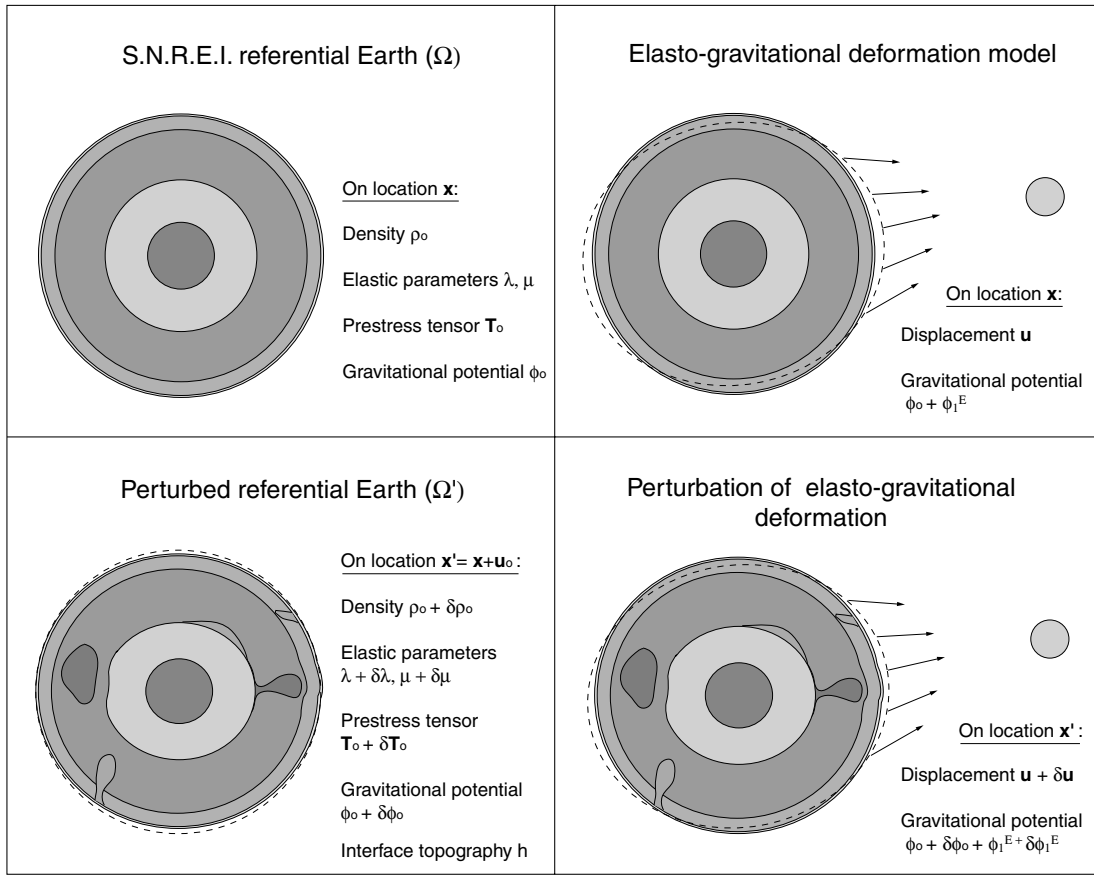 S.N.R.E.I. referential Earth (Ω)
On location x:
Density ρo
Elastic parameters λ, μ
Prestress tensor To
Gravitational potential ϕo
Elasto-gravitational deformation model
On location x:
Displacement u
Gravitational potential
ϕo + ϕ1E
Perturbed referential Earth (Ω')
On location x'= x+uo :
Density ρo + δρo
Elastic parameters
λ + δλ, μ + δμ
Prestress tensor
To + δTo
Gravitational potential
ϕo + δϕo
Interface topography h
Perturbation of elasto-gravitational
deformation
On location x' :
Displacement u + δu
Gravitational potential
ϕo + δϕo + ϕ1E + δϕ1E